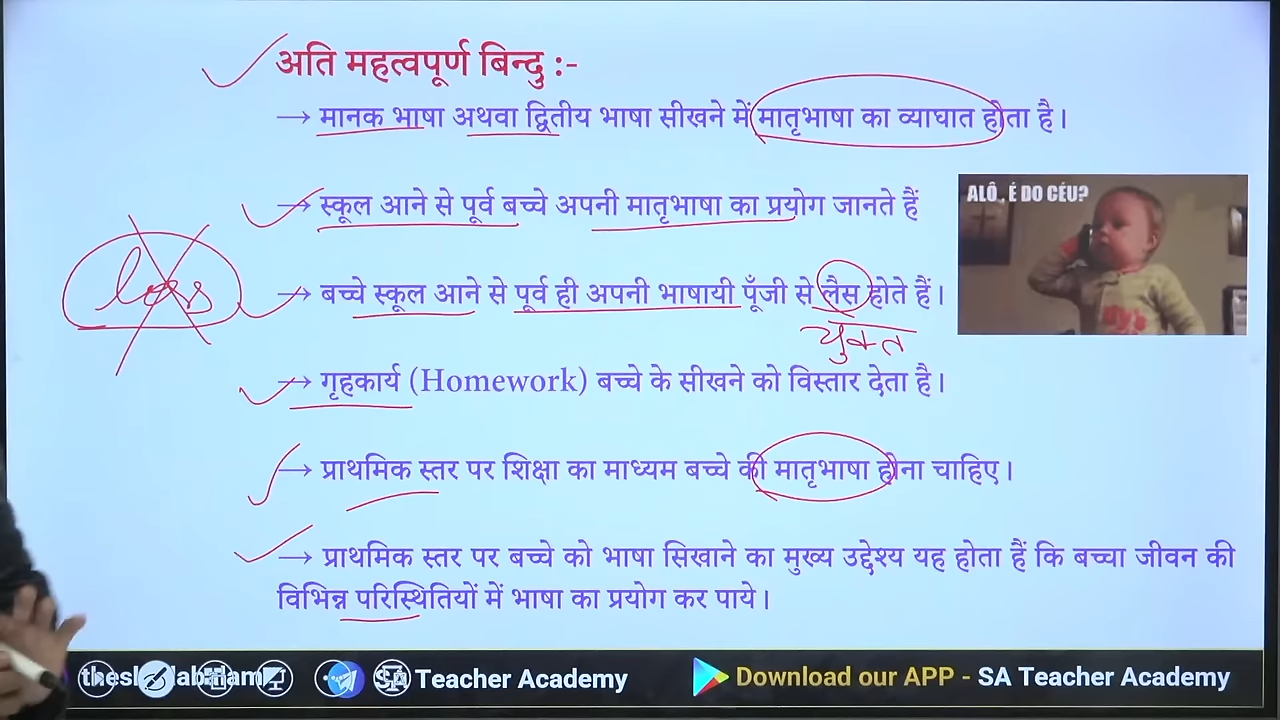 अति महत्वपूर्ण बिन्दु :-
→ मानक भाषा अथवा द्वितीय भाषा सीखने में मातृभाषा का व्याघात होता है।
→ स्कूल आने से पूर्व बच्चे अपनी मातृभाषा का प्रयोग जानते हैं
ALÔ, É DO CÉU?
less
→ बच्चे स्कूल आने से पूर्व ही अपनी भाषायी पूँजी से लैस होते हैं।
युक्त
→ गृहकार्य (Homework) बच्चे के सीखने को विस्तार देता है।
→ प्राथमिक स्तर पर शिक्षा का माध्यम बच्चे की मातृभाषा होना चाहिए।
→ प्राथमिक स्तर पर बच्चे को भाषा सिखाने का मुख्य उद्देश्य यह होता हैं कि बच्चा जीवन की
विभिन्न परिस्थितियों में भाषा का प्रयोग कर पाये।
SA Teacher Academy
Download our APP - SA Teacher Academy